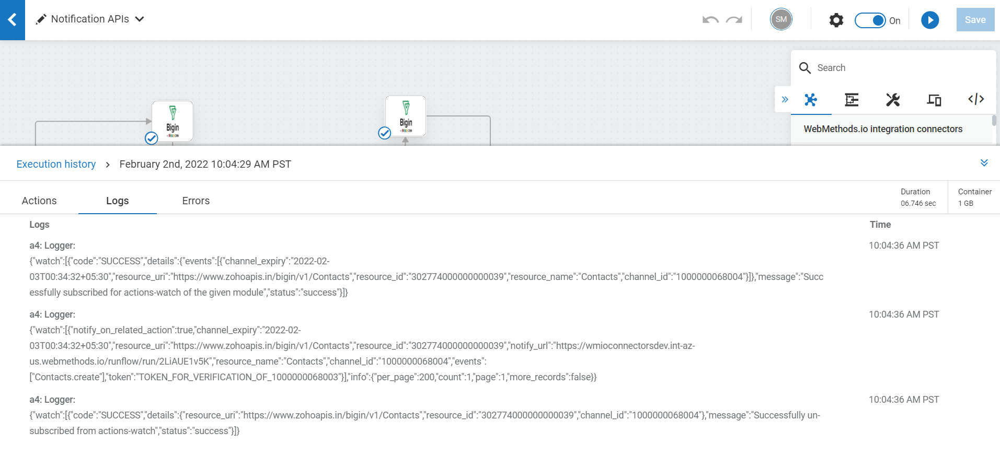 Notification APIs
SM
On
Save
Search
Bigin
Bigin
WebMethods.io integration connectors
Execution history > February 2nd, 2022 10:04:29 AM PST
Actions
Logs
Errors
Duration
06.746 sec
Container
1 GB
Logs
Time
a4: Logger:
10:04:36 AM PST
{"watch":[{"code":"SUCCESS","details":{"events":[{"channel_expiry":"2022-02-
03T00:34:32+05:30","resource_uri":"https://www.zohoapis.in/bigin/v1/Contacts","resource_id":"302774000000000039","resource_name":"Contacts","channel_id":"1000000068004"}]},"message":"Succ
essfully subscribed for actions-watch of the given module","status":"success"}]}
a4: Logger:
10:04:36 AM PST
{"watch":[{"notify_on_related_action":true,"channel_expiry":"2022-02-
03T00:34:32+05:30","resource_uri":"https://www.zohoapis.in/bigin/v1/Contacts","resource_id":"302774000000000039","notify_url":"https://wmioconnectorsdev.int-az-
us.webmethods.io/runflow/run/2LiAUE1v5K","resource_name":"Contacts","channel_id":"1000000068004","events":
["Contacts.create"],"token":"TOKEN_FOR_VERIFICATION_OF_1000000068003"}],"info":{"per_page":200,"count":1,"page":1,"more_records":false}}
a4: Logger:
10:04:36 AM PST
{"watch":[{"code":"SUCCESS","details":{"resource_uri":"https://www.zohoapis.in/bigin/v1/Contacts","resource_id":"302774000000000039","channel_id":"1000000068004"},"message":"Successfully un-
subscribed from actions-watch","status":"success"}]}